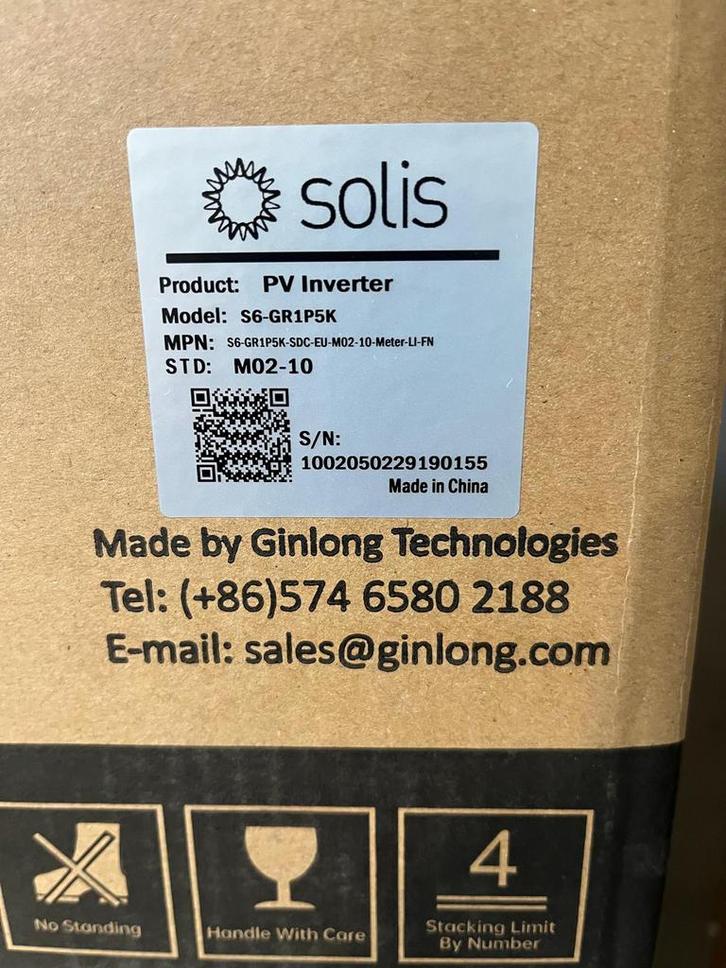 solis
Product: PV Inverter
Model: S6-GR1P5K
MPN: S6-GR1P5K-SDC-EU-M02-10-Meter-LI-FN
STD: M02-10
S/N:
1002050229190155
Made in China
Made by Ginlong Technologies
Tel: (+86)574 6580 2188
E-mail: sales@ginlong.com
No Standing
Handle With Care
4
Stacking Limit
By Number